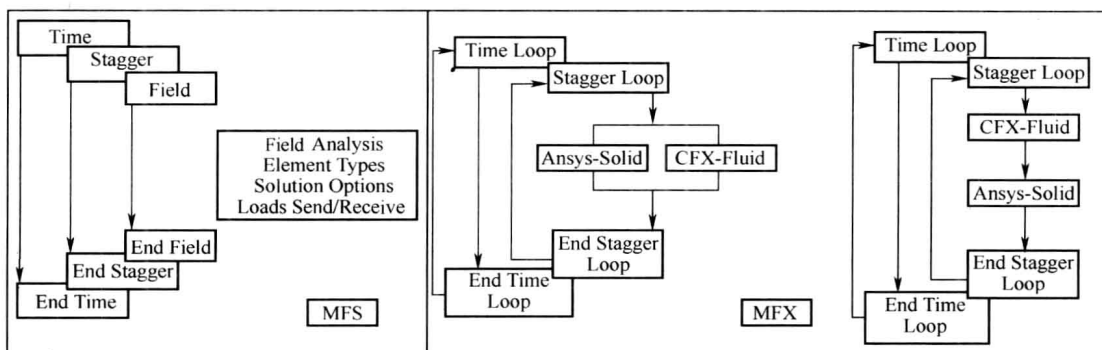 Time
Stagger
Field
Field Analysis
Element Types
Solution Options
Loads Send/Receive
End Field
End Stagger
End Time
MFS
Time Loop
Stagger Loop
Ansys-Solid
CFX-Fluid
End Stagger
Loop
End Time
Loop
MFX
Time Loop
Stagger Loop
CFX-Fluid
Ansys-Solid
End Stagger
Loop
End Time
Loop